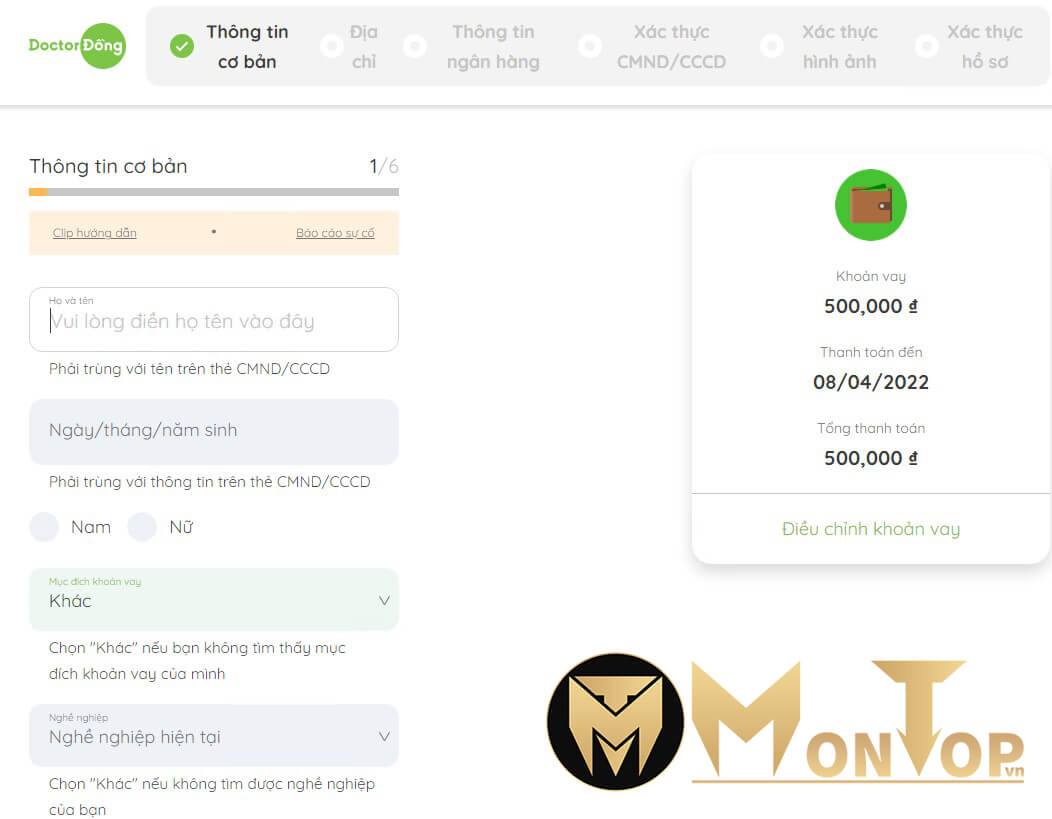 DoctorĐồng
Thông tin
cơ bản
Địa
chỉ
Thông tin
ngân hàng
Xác thực
CMND/CCCD
Xác thực
hình ảnh
Xác thực
hồ sơ
Thông tin cơ bản
1/6
Clip hướng dẫn
•
Báo cáo sự cố
Họ và tên
Vui lòng điền họ tên vào đây
Phải trùng với tên trên thẻ CMND/CCCD
Ngày/tháng/năm sinh
Phải trùng với thông tin trên thẻ CMND/CCCD
Nam
Nữ
Mục đích khoản vay
Khác
Chọn "Khác" nếu bạn không tìm thấy mục
đích khoản vay của mình
Nghề nghiệp
Nghề nghiệp hiện tại
Chọn "Khác" nếu không tìm được nghề nghiệp
của bạn
Khoản vay
500,000 ₫
Thanh toán đến
08/04/2022
Tổng thanh toán
500,000 ₫
Điều chỉnh khoản vay
MONTOP.vn